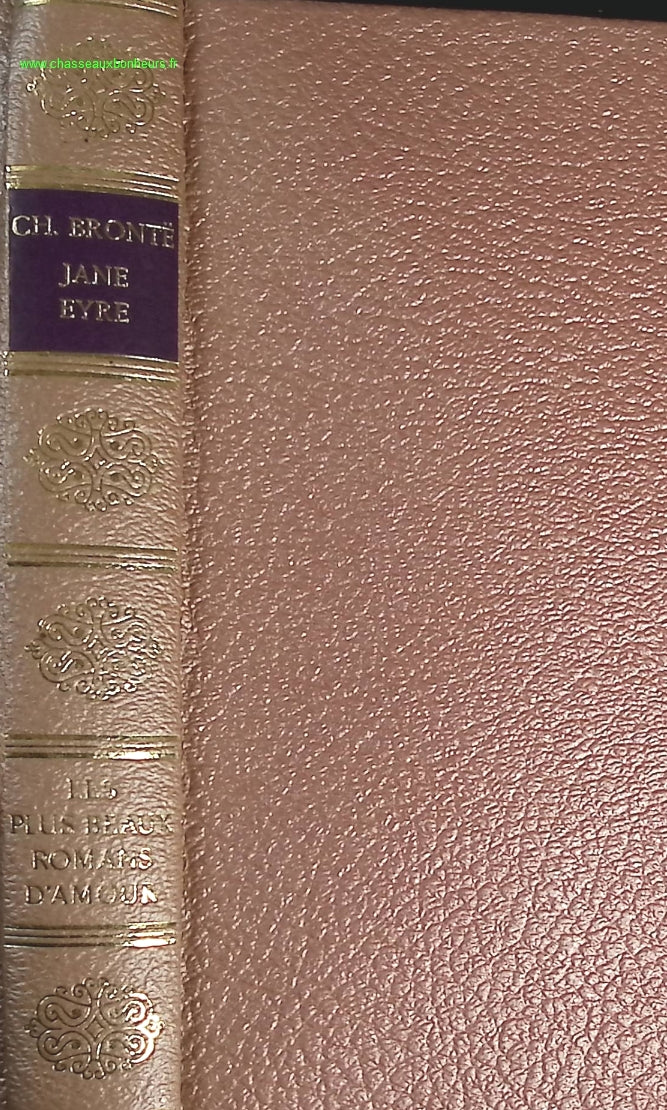 www.chasseauxbonheurs.fr
CH. BRONTË
JANE
EYRE
LES
PLUS BEAUX
ROMANS
D'AMOUR